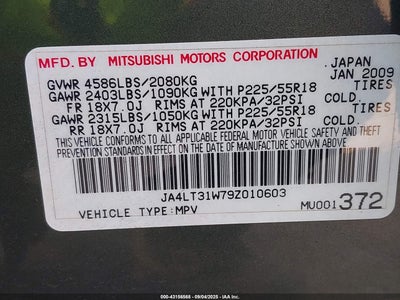 MFD. BY MITSUBISHI MOTORS CORPORATION JAPAN
GVWR 4586LBS/2080KG JAN 2009
GAWR 2403LBS/1090KG WITH P225/55R18 TIRES
FR 18X7.0J RIMS AT 220KPA/32PSI COLD.
GAWR 2315LBS/1050KG WITH P225/55R18 TIRES
RR 18X7.0J RIMS AT 220KPA/32PSI COLD.
THIS VEHICLE CONFORMS TO ALL APPLICABLE FEDERAL MOTOR VEHICLE
SAFETY, BUMPER AND THEFT PREVENTION STANDARDS IN EFFECT ON THE
DATE OF MANUFACTURE SHOWN ABOVE.
JA4LT31W79Z010603
VEHICLE TYPE:MPV MU001372
000-43156568 - 09/04/2025 - IAAI.COM